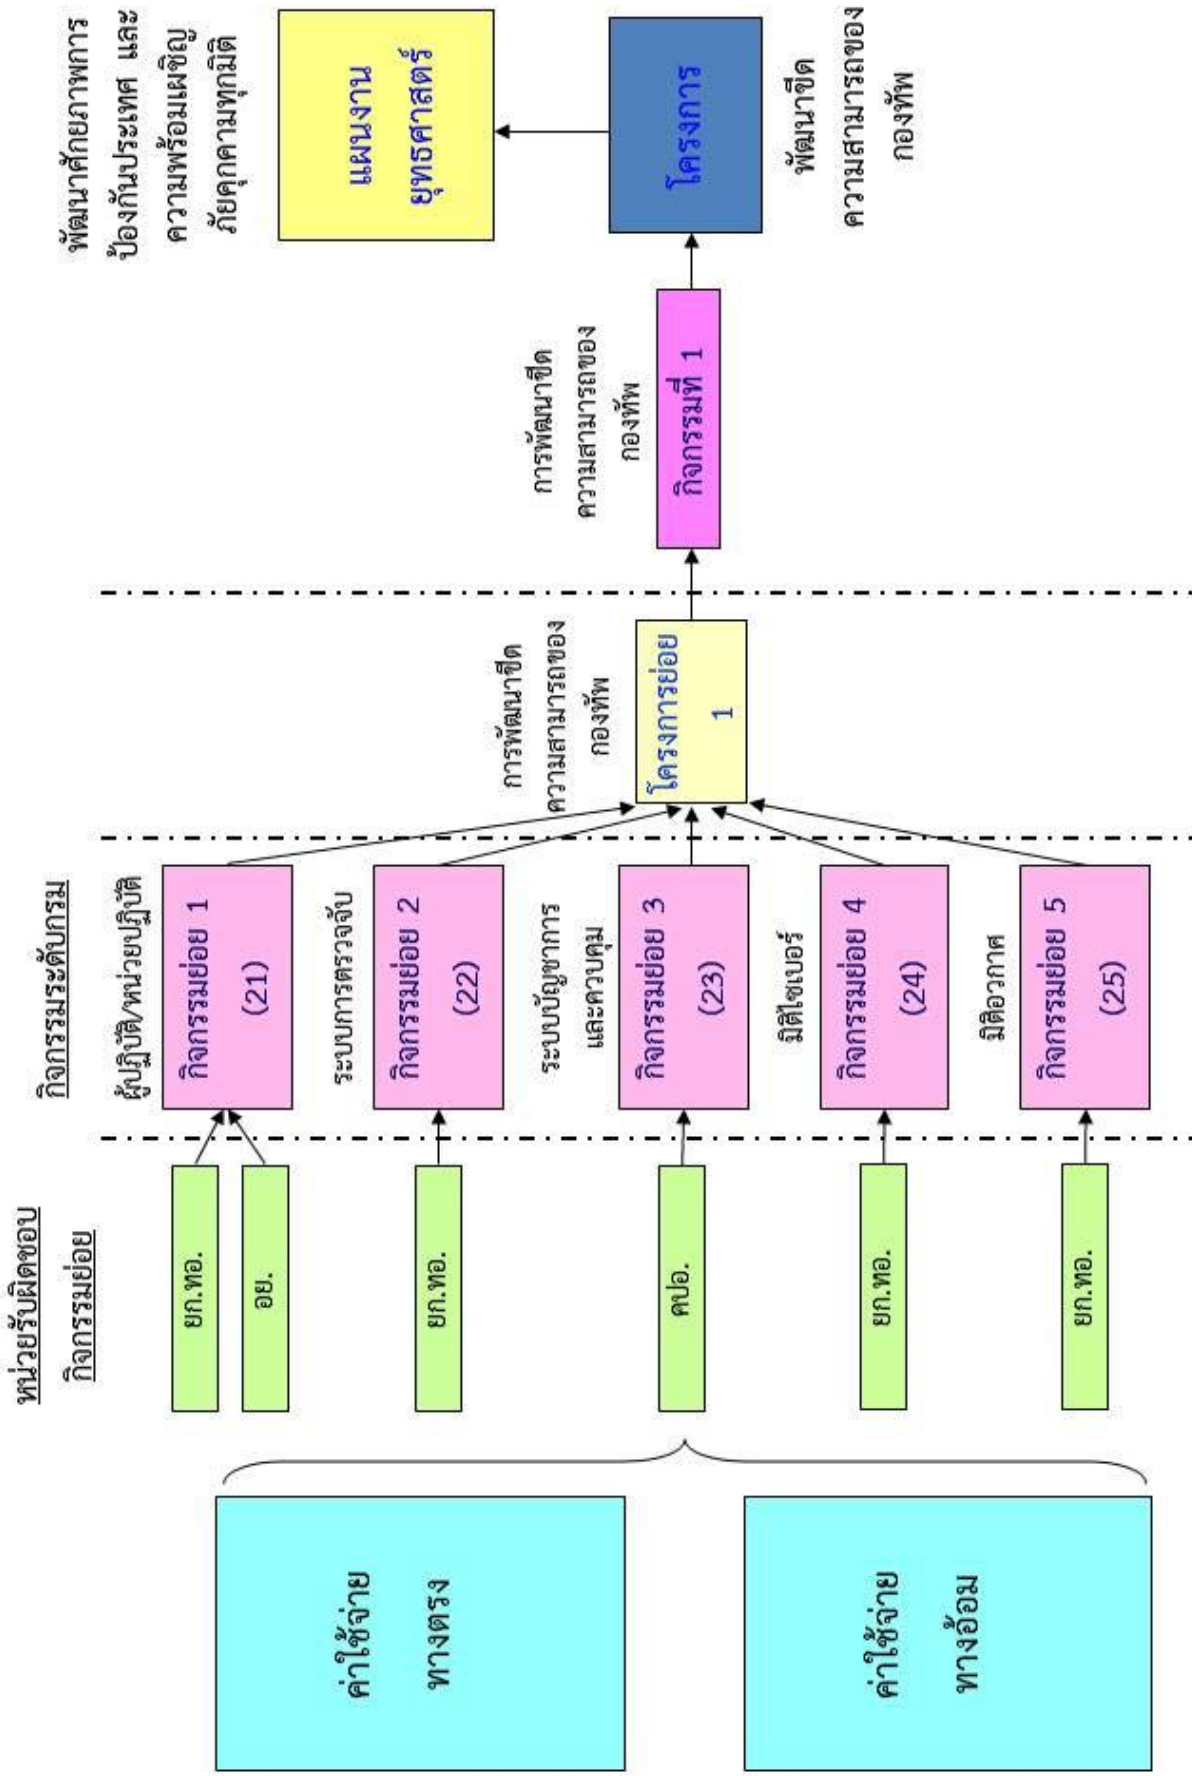 หน่วยรับผิดชอบ
กิจกรรมย่อย
กิจกรรมระดับกรม
ค่าใช้จ่าย
ทางตรง
ค่าใช้จ่าย
ทางอ้อม
ยก.ทอ.
อย.
ยก.ทอ.
คปอ.
ยก.ทอ.
ยก.ทอ.
ผู้ปฏิบัติ/หน่วยปฏิบัติ
กิจกรรมย่อย 1
(21)
ระบบการตรวจจับ
กิจกรรมย่อย 2
(22)
ระบบบัญชาการ
และควบคุม
กิจกรรมย่อย 3
(23)
มิติไซเบอร์
กิจกรรมย่อย 4
(24)
มิติอวกาศ
กิจกรรมย่อย 5
(25)
การพัฒนาขีด
ความสามารถของ
กองทัพ
โครงการย่อย
1
การพัฒนาขีด
ความสามารถของ
กองทัพ
กิจกรรมที่ 1
พัฒนาศักยภาพการ
ป้องกันประเทศ และ
ความพร้อมเผชิญ
ภัยคุกคามทุกมิติ
แผนงาน
ยุทธศาสตร์
โครงการ
พัฒนาขีด
ความสามารถของ
กองทัพ